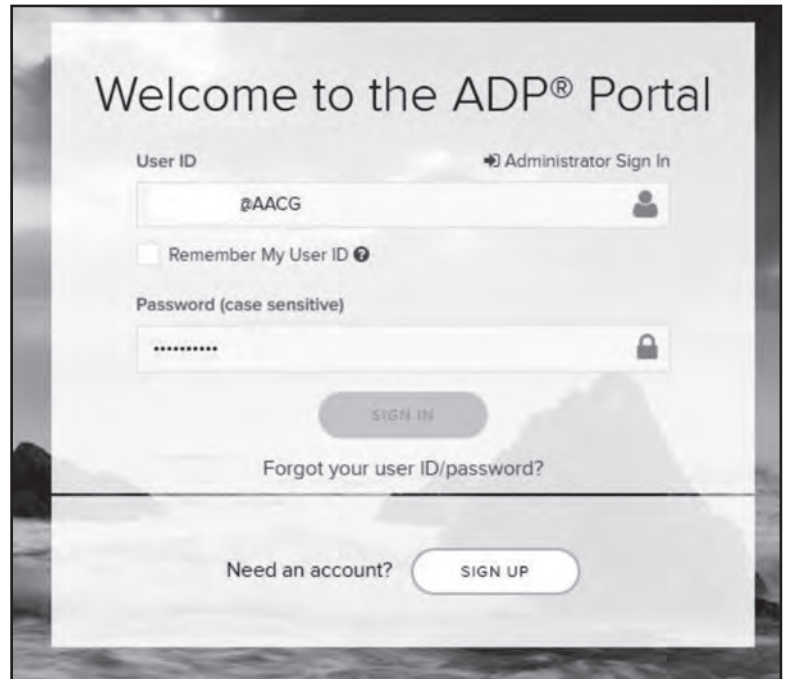 Welcome to the ADP® Portal
User ID Administrator Sign In
@AACG
Remember My User ID
Password (case sensitive)
SIGN IN
Forgot your user ID/password?
Need an account? SIGN UP